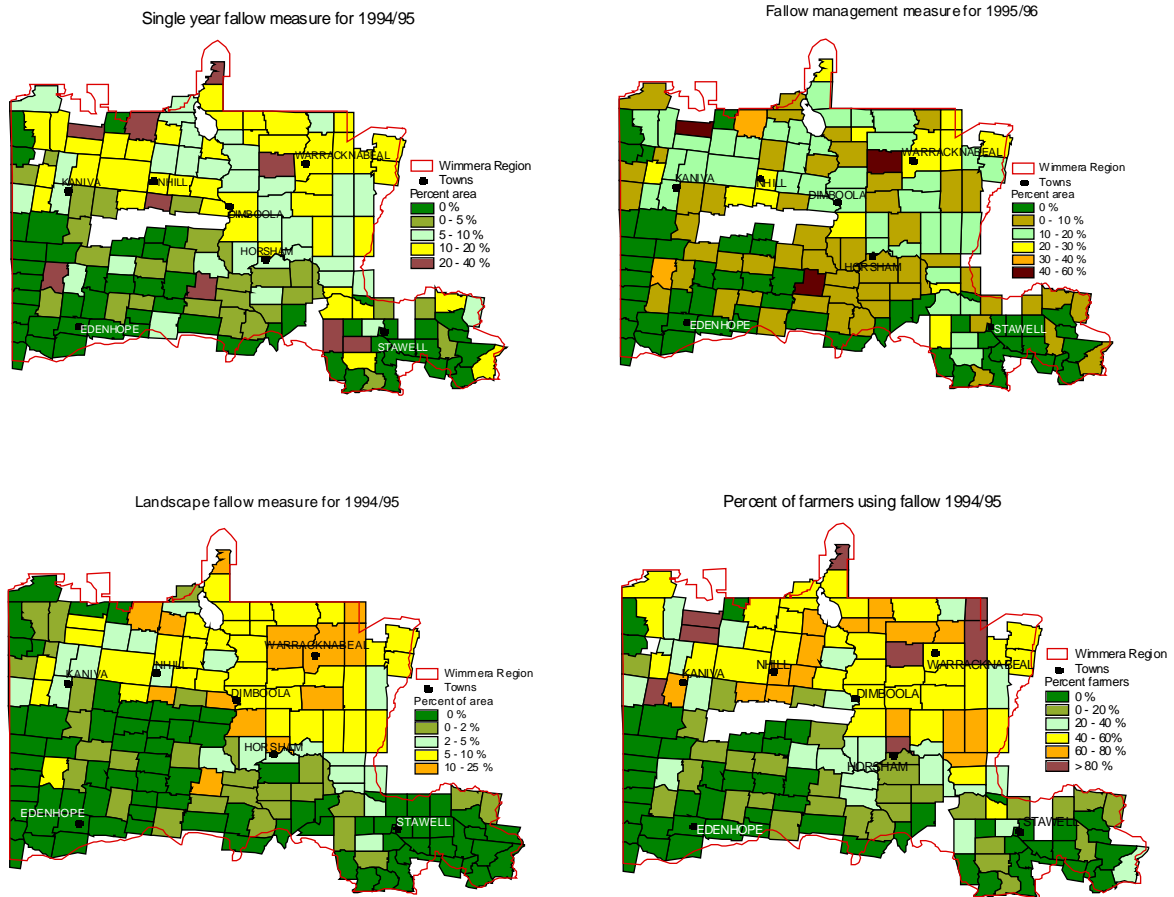 Single year fallow measure for 1994/95
WARRACKNABEAL
KANIVA
NHILL
DIMBOOLA
HORSHAM
EDENHOPE
STAWELL
Wimmera Region
Towns
Percent area
0 %
0 - 5 %
5 - 10 %
10 - 20 %
20 - 40 %
Fallow management measure for 1995/96
WARRACKNABEAL
KANIVA
NHILL
DIMBOOLA
HORSHAM
EDENHOPE
STAWELL
Wimmera Region
Towns
Percent area
0 %
0 - 10 %
10 - 20 %
20 - 30 %
30 - 40 %
40 - 60 %
Landscape fallow measure for 1994/95
WARRACKNABEAL
KANIVA
NHILL
DIMBOOLA
HORSHAM
EDENHOPE
STAWELL
Wimmera Region
Towns
Percent of area
0 %
0 - 2 %
2 - 5 %
5 - 10 %
10 - 25 %
Percent of farmers using fallow 1994/95
WARRACKNABEAL
KANIVA
NHILL
DIMBOOLA
HORSHAM
EDENHOPE
STAWELL
Wimmera Region
Towns
Percent farmers
0 %
0 - 20 %
20 - 40 %
40 - 60%
60 - 80 %
> 80 %